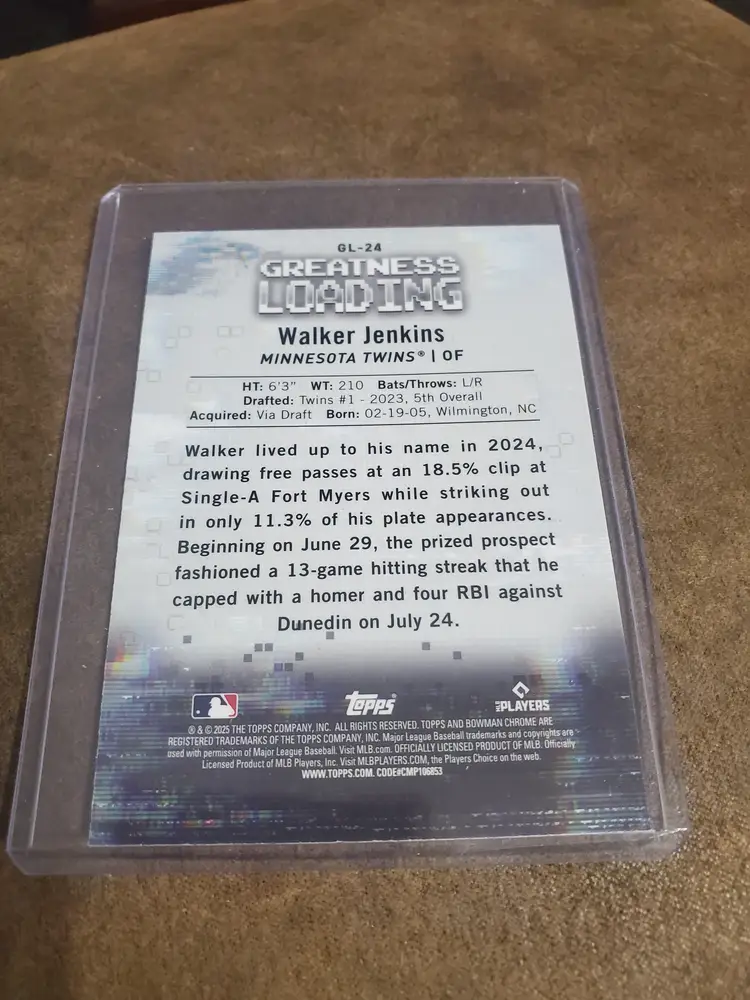 GL-24
GREATNESS
LOADING
Walker Jenkins
MINNESOTA TWINS® | OF
HT: 6'3" WT: 210 Bats/Throws: L/R
Drafted: Twins #1 - 2023, 5th Overall
Acquired: Via Draft Born: 02-19-05, Wilmington, NC
Walker lived up to his name in 2024,
drawing free passes at an 18.5% clip at
Single-A Fort Myers while striking out
in only 11.3% of his plate appearances.
Beginning on June 29, the prized prospect
fashioned a 13-game hitting streak that he
capped with a homer and four RBI against
Dunedin on July 24.
topps®
MLB PLAYERS
® & © 2025 THE TOPPS COMPANY, INC. ALL RIGHTS RESERVED. TOPPS AND BOWMAN CHROME ARE
REGISTERED TRADEMARKS OF THE TOPPS COMPANY, INC. Major League Baseball trademarks and copyrights are
used with permission of Major League Baseball. Visit MLB.com. OFFICIALLY LICENSED PRODUCT OF MLB. Officially
Licensed Product of MLB Players, Inc. Visit MLBPLAYERS.COM, the Players Choice on the web.
WWW.TOPPS.COM. CODE#CMP106853